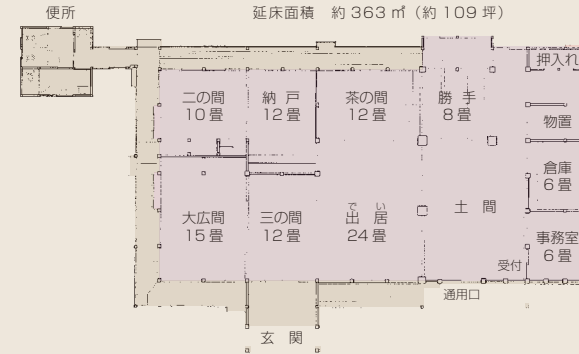 便所
延床面積 約363㎡(約109坪)
押入れ
二の間
10畳
納戸
12畳
茶の間
12畳
勝手
8畳
物置
倉庫
6畳
大広間
15畳
三の間
12畳
でい
出居
24畳
土間
事務室
6畳
受付
通用口
玄関